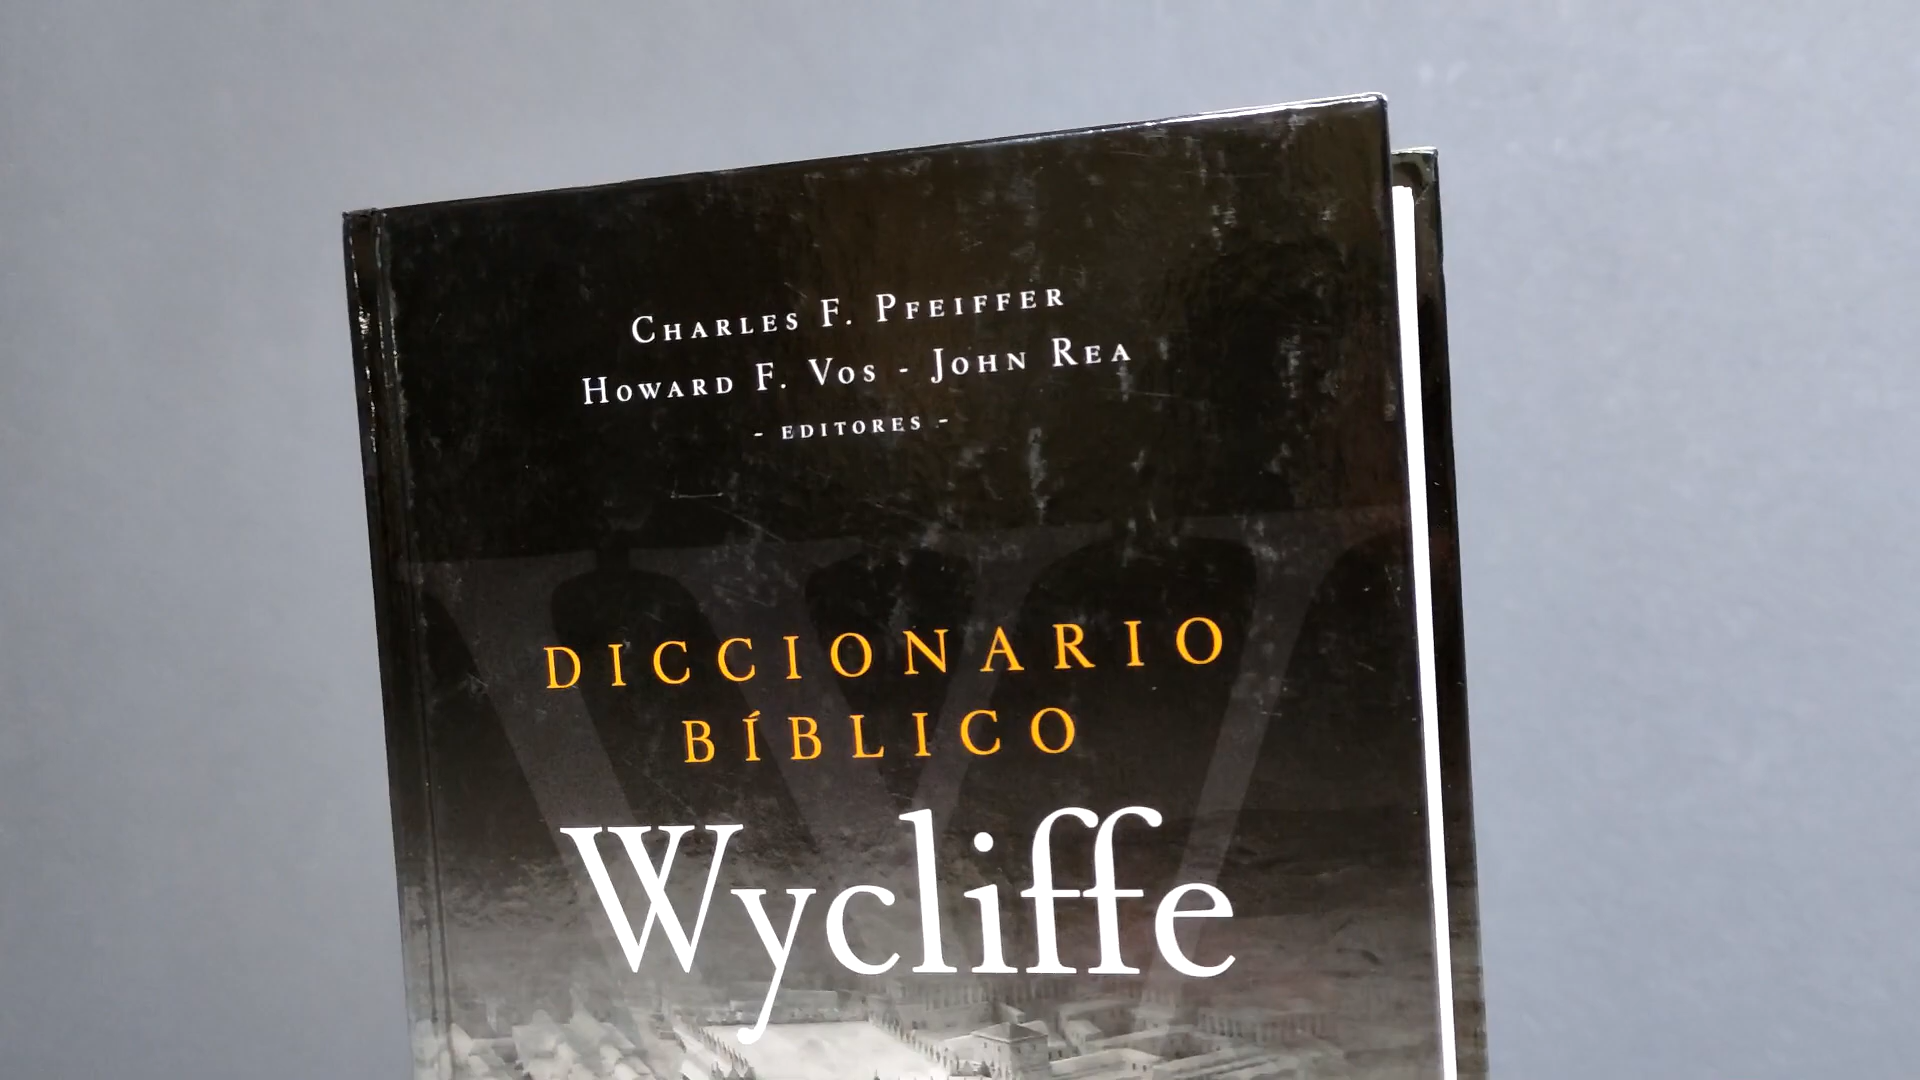 CHARLES F. PFEIFFER
HOWARD F. VOS - JOHN REA
- EDITORES -
DICCIONARIO
BÍBLICO
Wycliffe